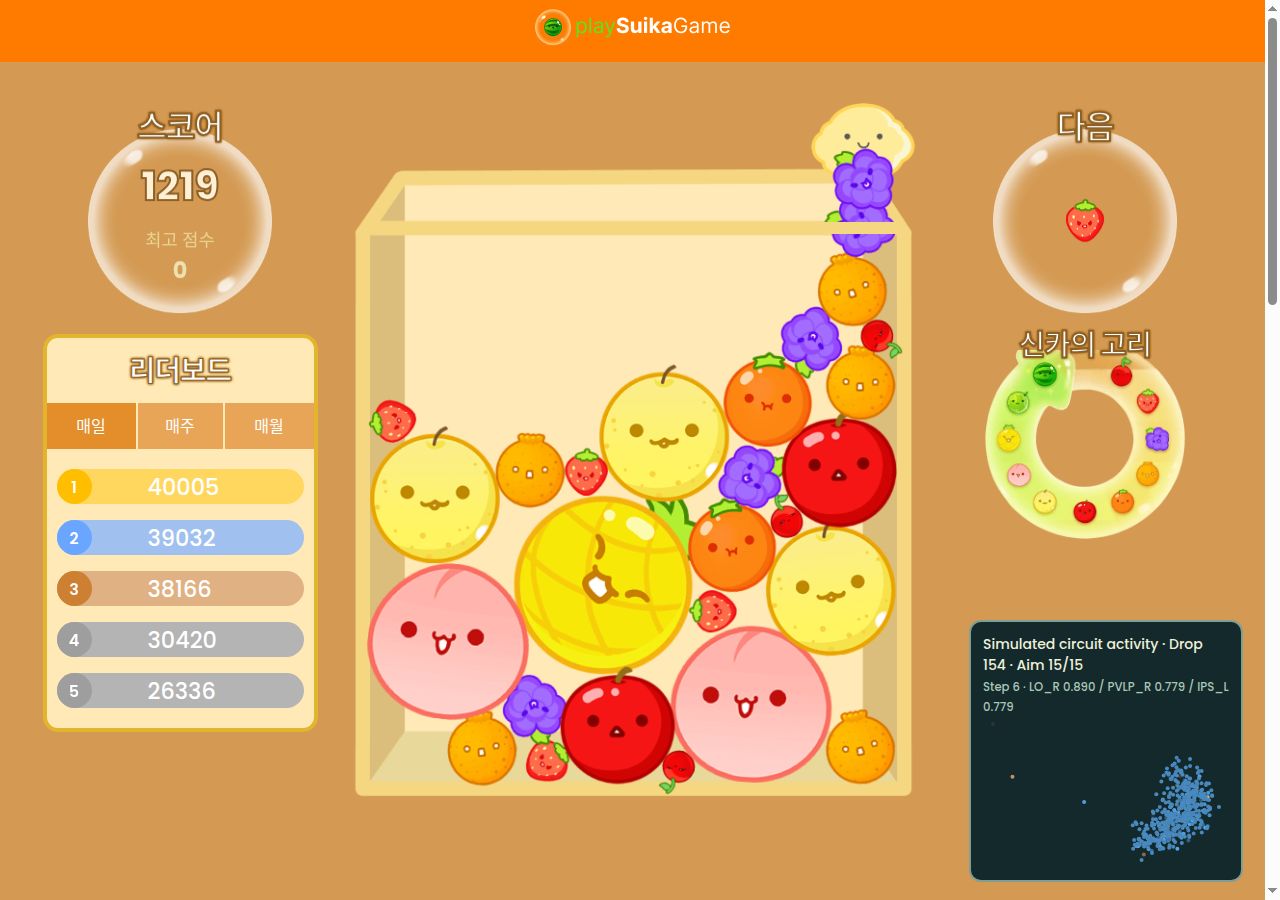 playSuikaGame
스코어
1219
최고 점수
0
다음
리더보드
매일 매주 매월
1 40005
2 39032
3 38166
4 30420
5 26336
신카의 고리
Simulated circuit activity · Drop
154 · Aim 15/15
Step 6 · LO_R 0.890 / PVLP_R 0.779 / IPS_L
0.779